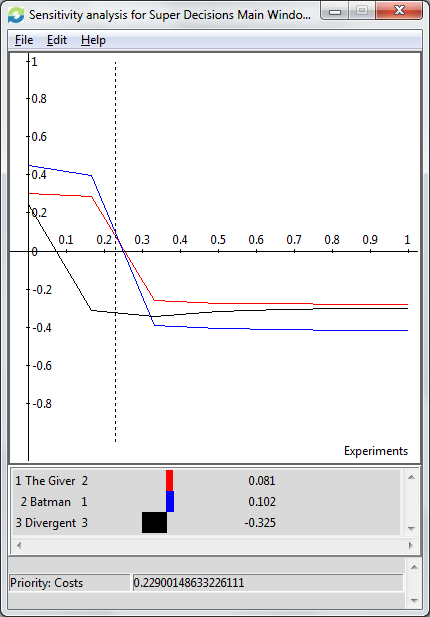 Sensitivity analysis for Super Decisions Main Windo...
File Edit Help
1
0.8
0.6
0.4
0.2
0 0.1 0.2 0.3 0.4 0.5 0.6 0.7 0.8 0.9 1
-0.2
-0.4
-0.6
-0.8
Experiments
1 The Giver 2 0.081
2 Batman 1 0.102
3 Divergent 3 -0.325
Priority: Costs 0.22900148633226111